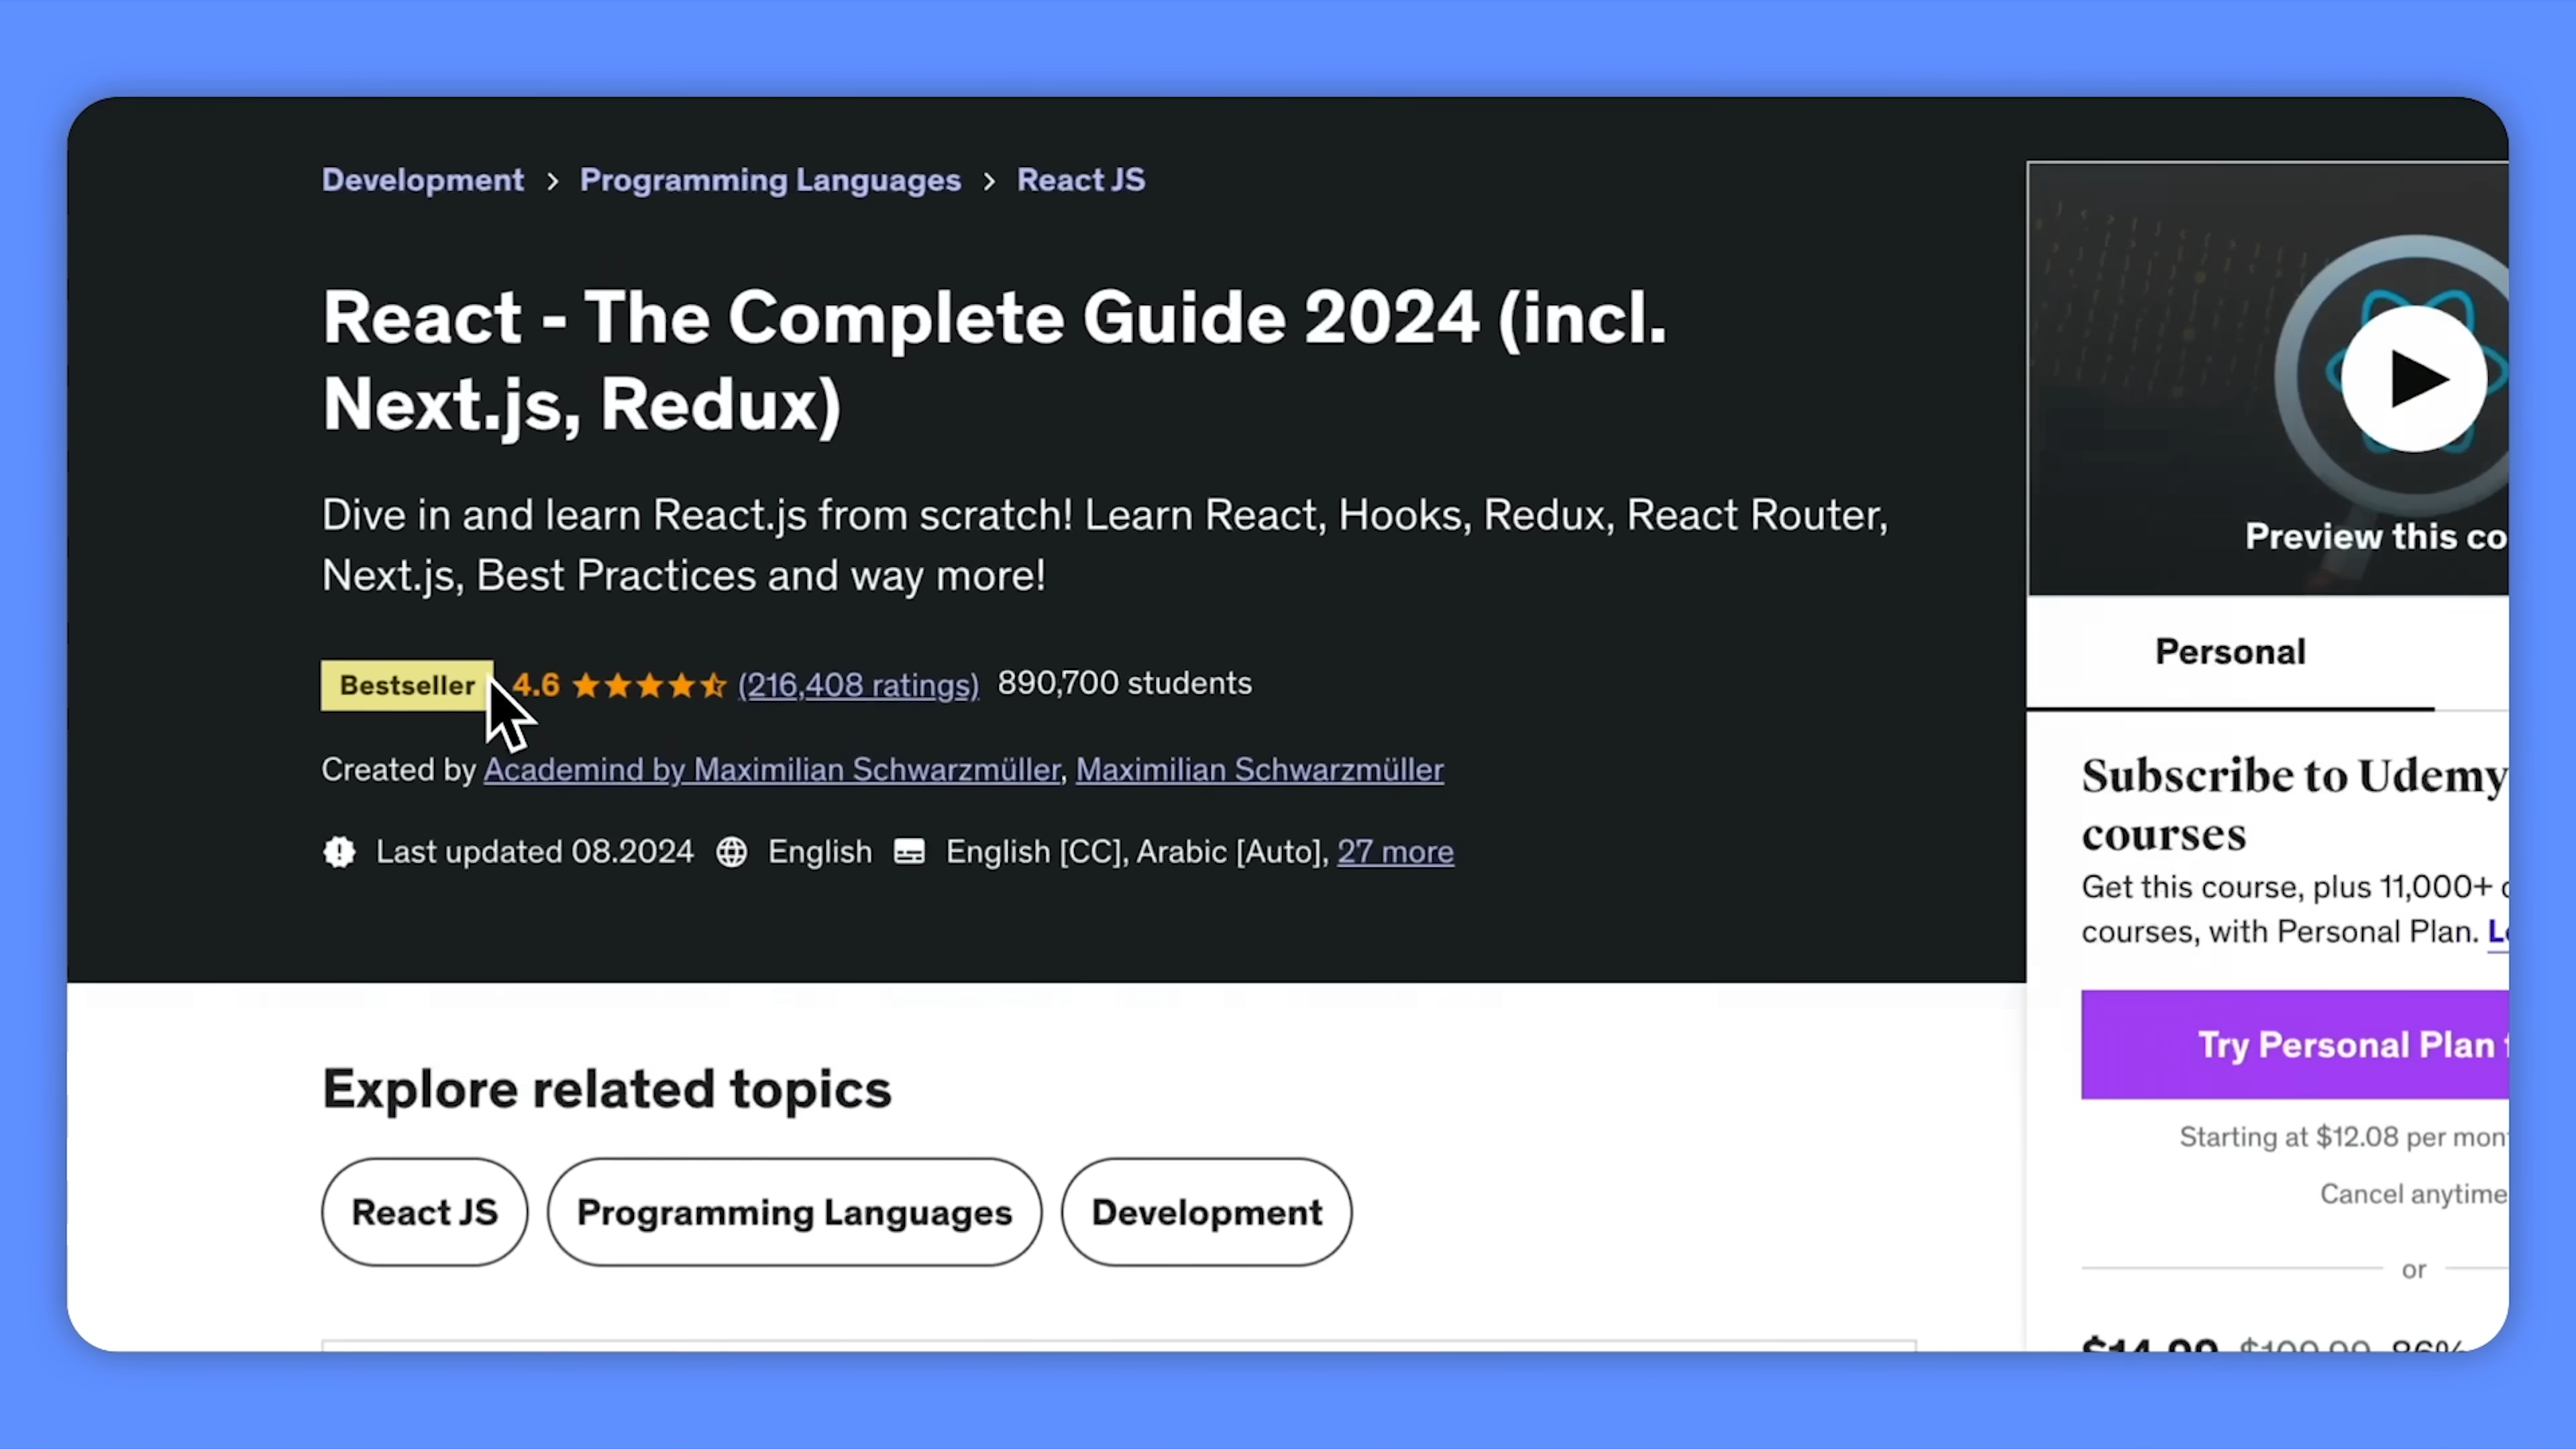 Development > Programming Languages > React JS
React - The Complete Guide 2024 (incl.
Next.js, Redux)
Dive in and learn React.js from scratch! Learn React, Hooks, Redux, React Router,
Next.js, Best Practices and way more!
Bestseller 4.6 (216,408 ratings) 890,700 students
Created by Academind by Maximilian Schwarzmüller, Maximilian Schwarzmüller
Last updated 08.2024 English English [CC], Arabic [Auto], 27 more
Explore related topics
React JS Programming Languages Development
Preview this co
Personal
Subscribe to Udemy
courses
Get this course, plus 11,000+
courses, with Personal Plan.
Try Personal Plan
Starting at $12.08 per mon
Cancel anytime
or